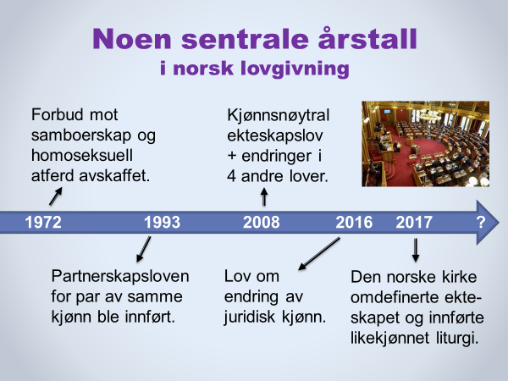 Noen sentrale årstall
i norsk lovgivning
Forbud mot
samboerskap og
homoseksuell
atferd avskaffet.
Kjønnsnøytral
ekteskapslov
+ endringer i
4 andre lover.
1972
1993
2008
2016
2017
?
Partnerskapsloven
for par av samme
kjønn ble innført.
Lov om
endring av
juridisk kjønn.
Den norske kirke
omdefinerte ekte-
skapet og innførte
likekjønnet liturgi.